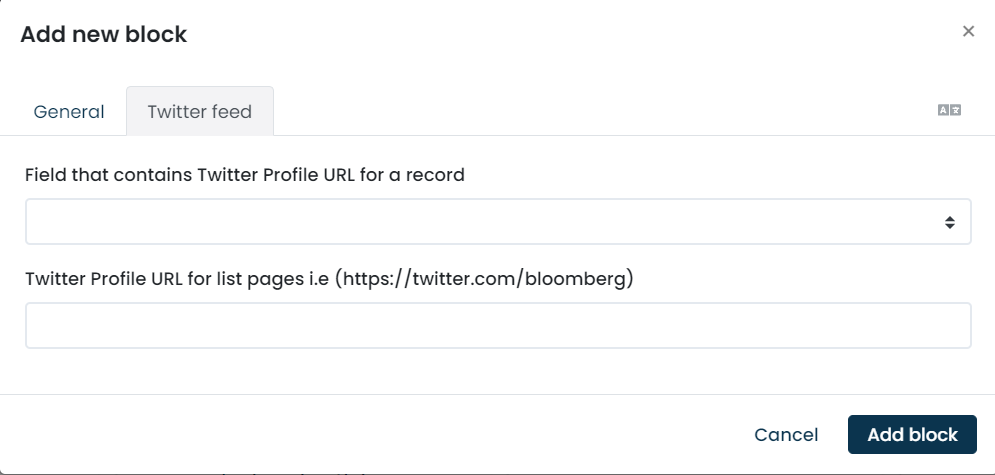 Add new block
×
General
Twitter feed
A
Field that contains Twitter Profile URL for a record
Twitter Profile URL for list pages i.e (https://twitter.com/bloomberg)
Cancel
Add block